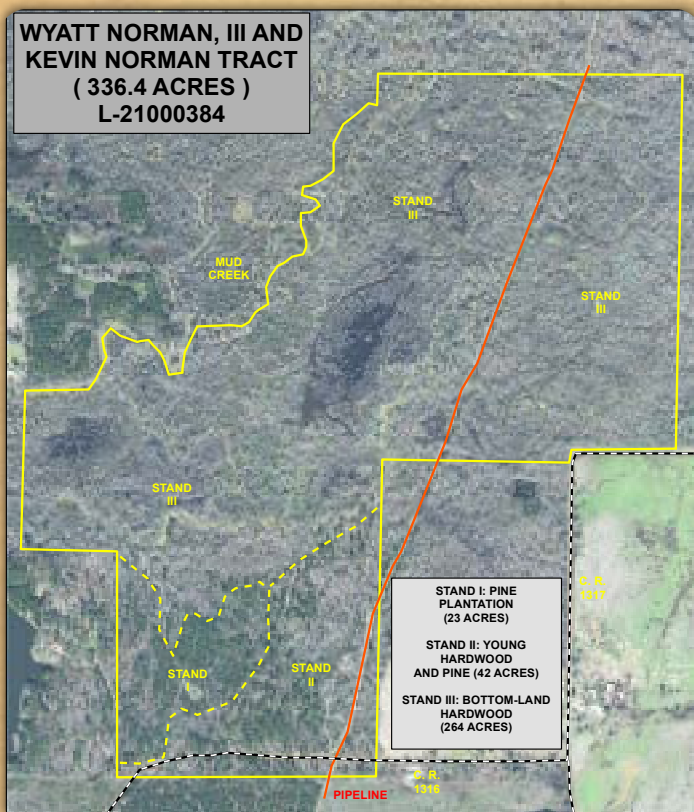 WYATT NORMAN, III AND
KEVIN NORMAN TRACT
( 336.4 ACRES )
L-21000384
STAND
III
MUD
CREEK
STAND
III
STAND
III
STAND
I
STAND
II
STAND I: PINE
PLANTATION
(23 ACRES)
STAND II: YOUNG
HARDWOOD
AND PINE (42 ACRES)
STAND III: BOTTOM-LAND
HARDWOOD
(264 ACRES)
C. R.
1317
C. R.
1316
PIPELINE